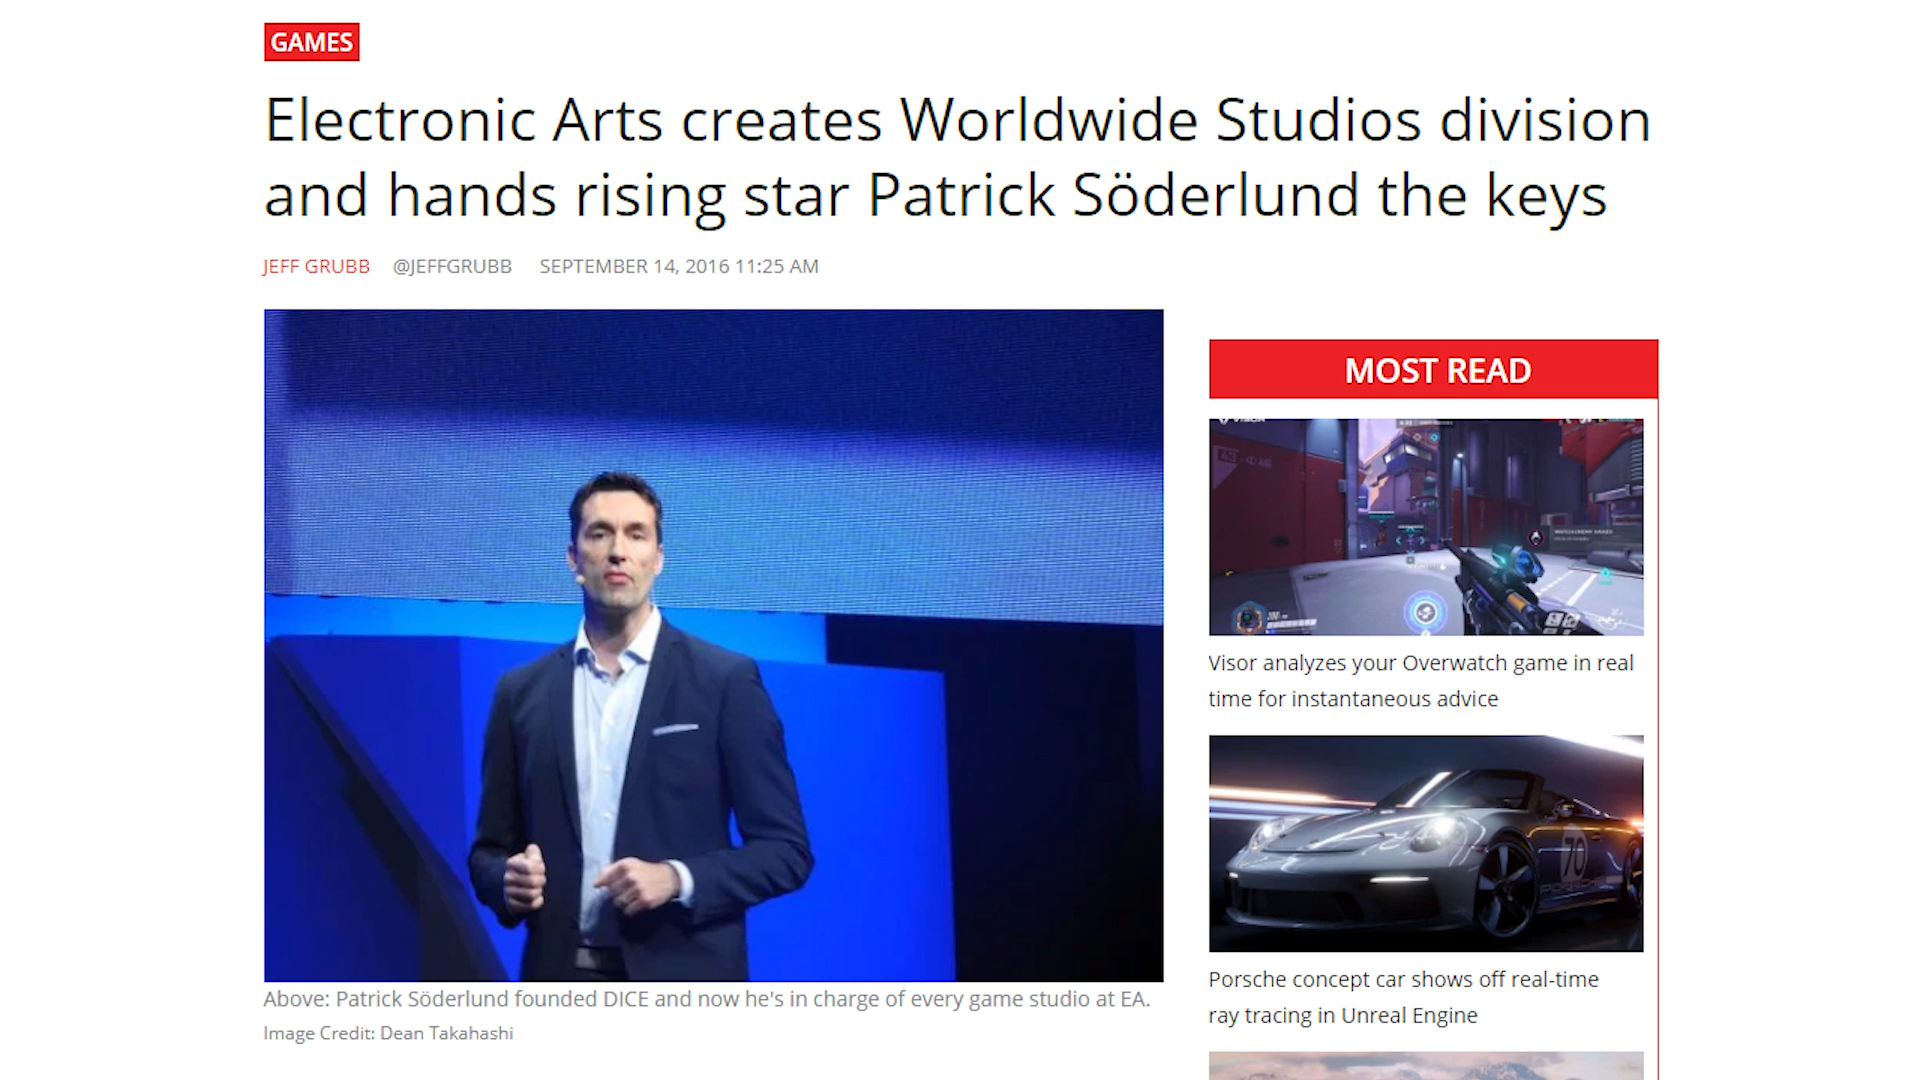 GAMES
Electronic Arts creates Worldwide Studios division
and hands rising star Patrick Söderlund the keys
JEFF GRUBB @JEFFGRUBB SEPTEMBER 14, 2016 11:25 AM
Above: Patrick Söderlund founded DICE and now he's in charge of every game studio at EA.
Image Credit: Dean Takahashi
MOST READ
Visor analyzes your Overwatch game in real
time for instantaneous advice
70
PORSCHE
Porsche concept car shows off real-time
ray tracing in Unreal Engine